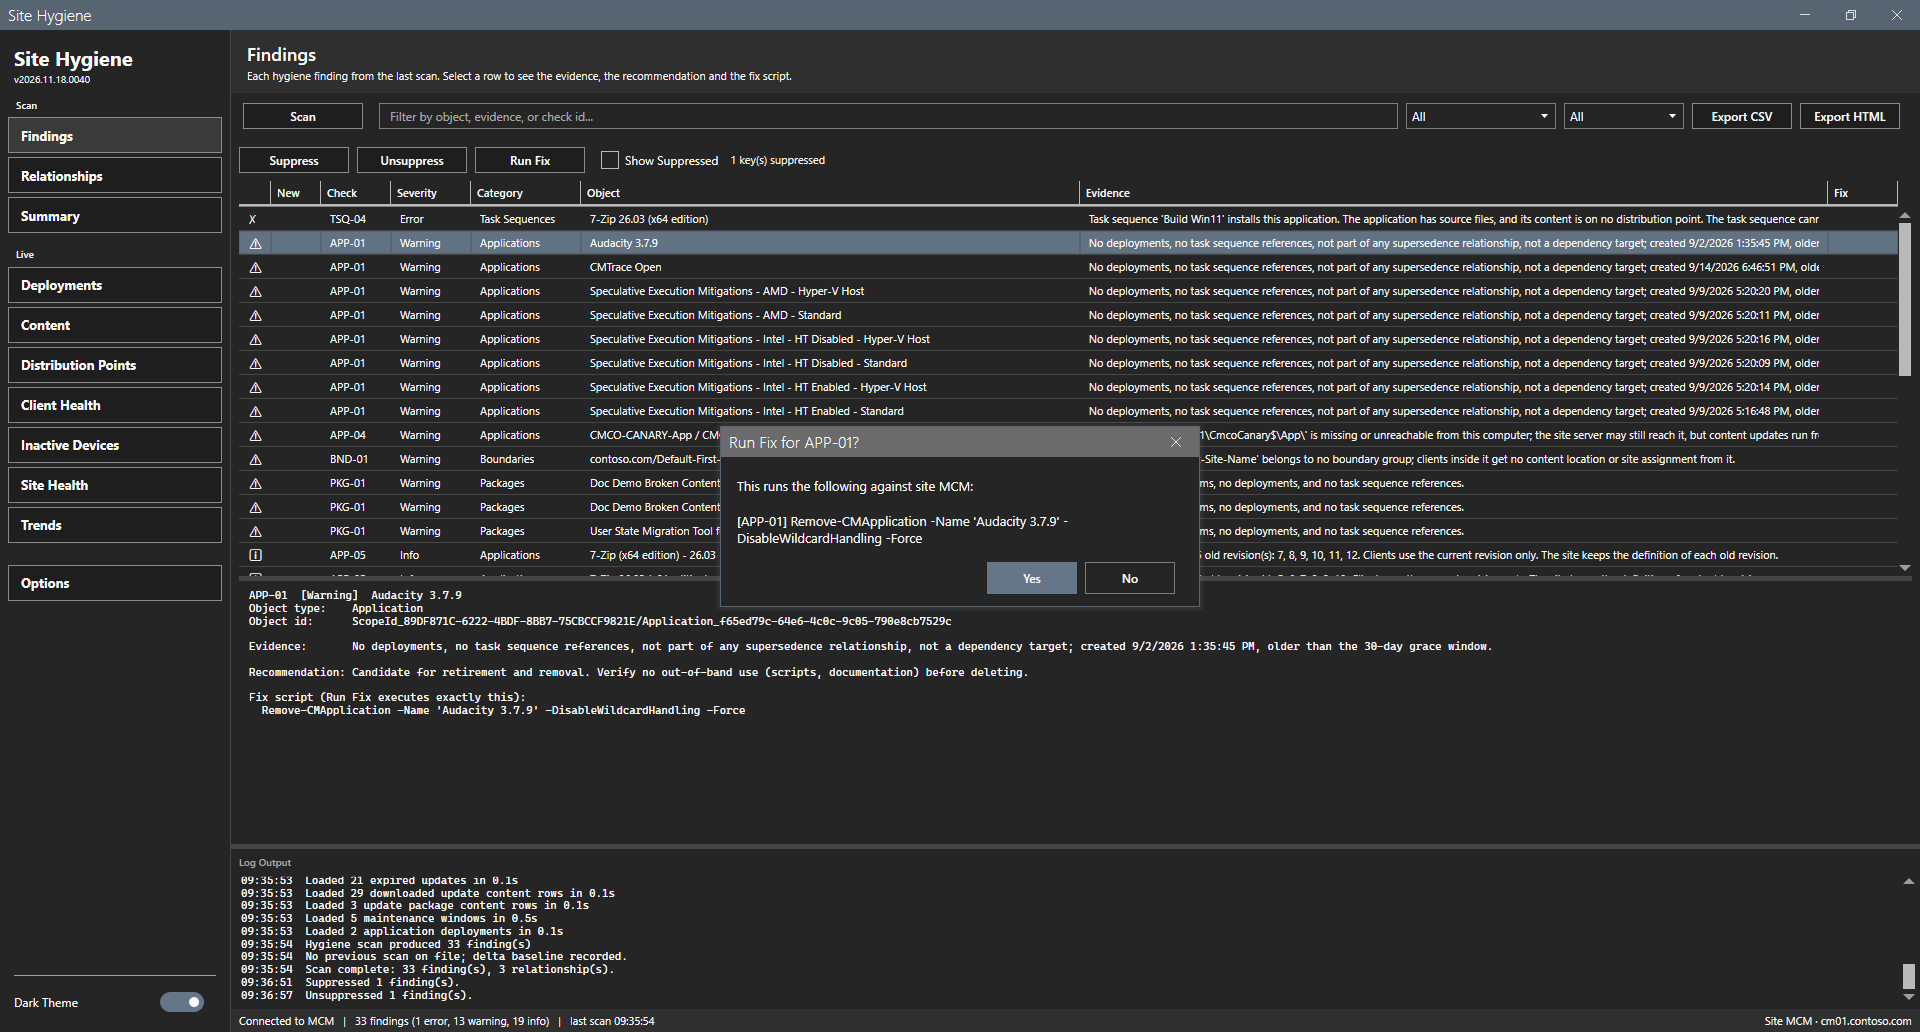 Site Hygiene
Site Hygiene
v2026.11.18.0040
Scan
Findings
Relationships
Summary
Live
Deployments
Content
Distribution Points
Client Health
Inactive Devices
Site Health
Trends
Options
Dark Theme
Findings
Each hygiene finding from the last scan. Select a row to see the evidence, the recommendation and the fix script.
Scan
Filter by object, evidence, or check id...
All
All
Export CSV
Export HTML
Suppress
Unsuppress
Run Fix
Show Suppressed
1 key(s) suppressed
New Check Severity Category Object Evidence Fix
X TSQ-04 Error Task Sequences 7-Zip 26.03 (x64 edition) Task sequence 'Build Win11' installs this application. The application has source files, and its content is on no distribution point. The task sequence canr
APP-01 Warning Applications Audacity 3.7.9 No deployments, no task sequence references, not part of any supersedence relationship, not a dependency target; created 9/2/2026 1:35:45 PM, older
APP-01 Warning Applications CMTrace Open No deployments, no task sequence references, not part of any supersedence relationship, not a dependency target; created 9/14/2026 6:46:51 PM, olde
APP-01 Warning Applications Speculative Execution Mitigations - AMD - Hyper-V Host No deployments, no task sequence references, not part of any supersedence relationship, not a dependency target; created 9/9/2026 5:20:20 PM, older
APP-01 Warning Applications Speculative Execution Mitigations - AMD - Standard No deployments, no task sequence references, not part of any supersedence relationship, not a dependency target; created 9/9/2026 5:20:11 PM, older
APP-01 Warning Applications Speculative Execution Mitigations - Intel - HT Disabled - Hyper-V Host No deployments, no task sequence references, not part of any supersedence relationship, not a dependency target; created 9/9/2026 5:20:16 PM, older
APP-01 Warning Applications Speculative Execution Mitigations - Intel - HT Disabled - Standard No deployments, no task sequence references, not part of any supersedence relationship, not a dependency target; created 9/9/2026 5:20:09 PM, older
APP-01 Warning Applications Speculative Execution Mitigations - Intel - HT Enabled - Hyper-V Host No deployments, no task sequence references, not part of any supersedence relationship, not a dependency target; created 9/9/2026 5:20:14 PM, older
APP-01 Warning Applications Speculative Execution Mitigations - Intel - HT Enabled - Standard No deployments, no task sequence references, not part of any supersedence relationship, not a dependency target; created 9/9/2026 5:16:48 PM, older
APP-04 Warning Applications CMCO-CANARY-App / CM 1\CmcoCanary$\App\' is missing or unreachable from this computer; the site server may still reach it, but content updates run fr
BND-01 Warning Boundaries contoso.com/Default-First- -Site-Name' belongs to no boundary group; clients inside it get no content location or site assignment from it.
PKG-01 Warning Packages Doc Demo Broken Content ms, no deployments, and no task sequence references.
PKG-01 Warning Packages Doc Demo Broken Content ms, no deployments, and no task sequence references.
PKG-01 Warning Packages User State Migration Tool f ms, no deployments, and no task sequence references.
APP-05 Info Applications 7-Zip (x64 edition) - 26.03 old revision(s): 7, 8, 9, 10, 11, 12. Clients use the current revision only. The site keeps the definition of each old revision.
Run Fix for APP-01?
This runs the following against site MCM:
[APP-01] Remove-CMApplication -Name 'Audacity 3.7.9' -
DisableWildcardHandling -Force
Yes
No
APP-01 [Warning] Audacity 3.7.9
Object type: Application
Object id: ScopeId_89DF871C-6222-4BDF-8BB7-75CBCCF9821E/Application_f65ed79c-64e6-4c0c-9c05-790e8cb7529c
Evidence: No deployments, no task sequence references, not part of any supersedence relationship, not a dependency target; created 9/2/2026 1:35:45 PM, older than the 30-day grace window.
Recommendation: Candidate for retirement and removal. Verify no out-of-band use (scripts, documentation) before deleting.
Fix script (Run Fix executes exactly this):
Remove-CMApplication -Name 'Audacity 3.7.9' -DisableWildcardHandling -Force
Log Output
09:35:53 Loaded 21 expired updates in 0.1s
09:35:53 Loaded 29 downloaded update content rows in 0.1s
09:35:53 Loaded 3 update package content rows in 0.1s
09:35:53 Loaded 5 maintenance windows in 0.5s
09:35:53 Loaded 2 application deployments in 0.1s
09:35:54 Hygiene scan produced 33 finding(s)
09:35:54 No previous scan on file; delta baseline recorded.
09:35:54 Scan complete: 33 finding(s), 3 relationship(s).
09:36:51 Suppressed 1 finding(s).
09:36:57 Unsuppressed 1 finding(s).
Connected to MCM | 33 findings (1 error, 13 warning, 19 info) | last scan 09:35:54
Site MCM · cm01.contoso.com